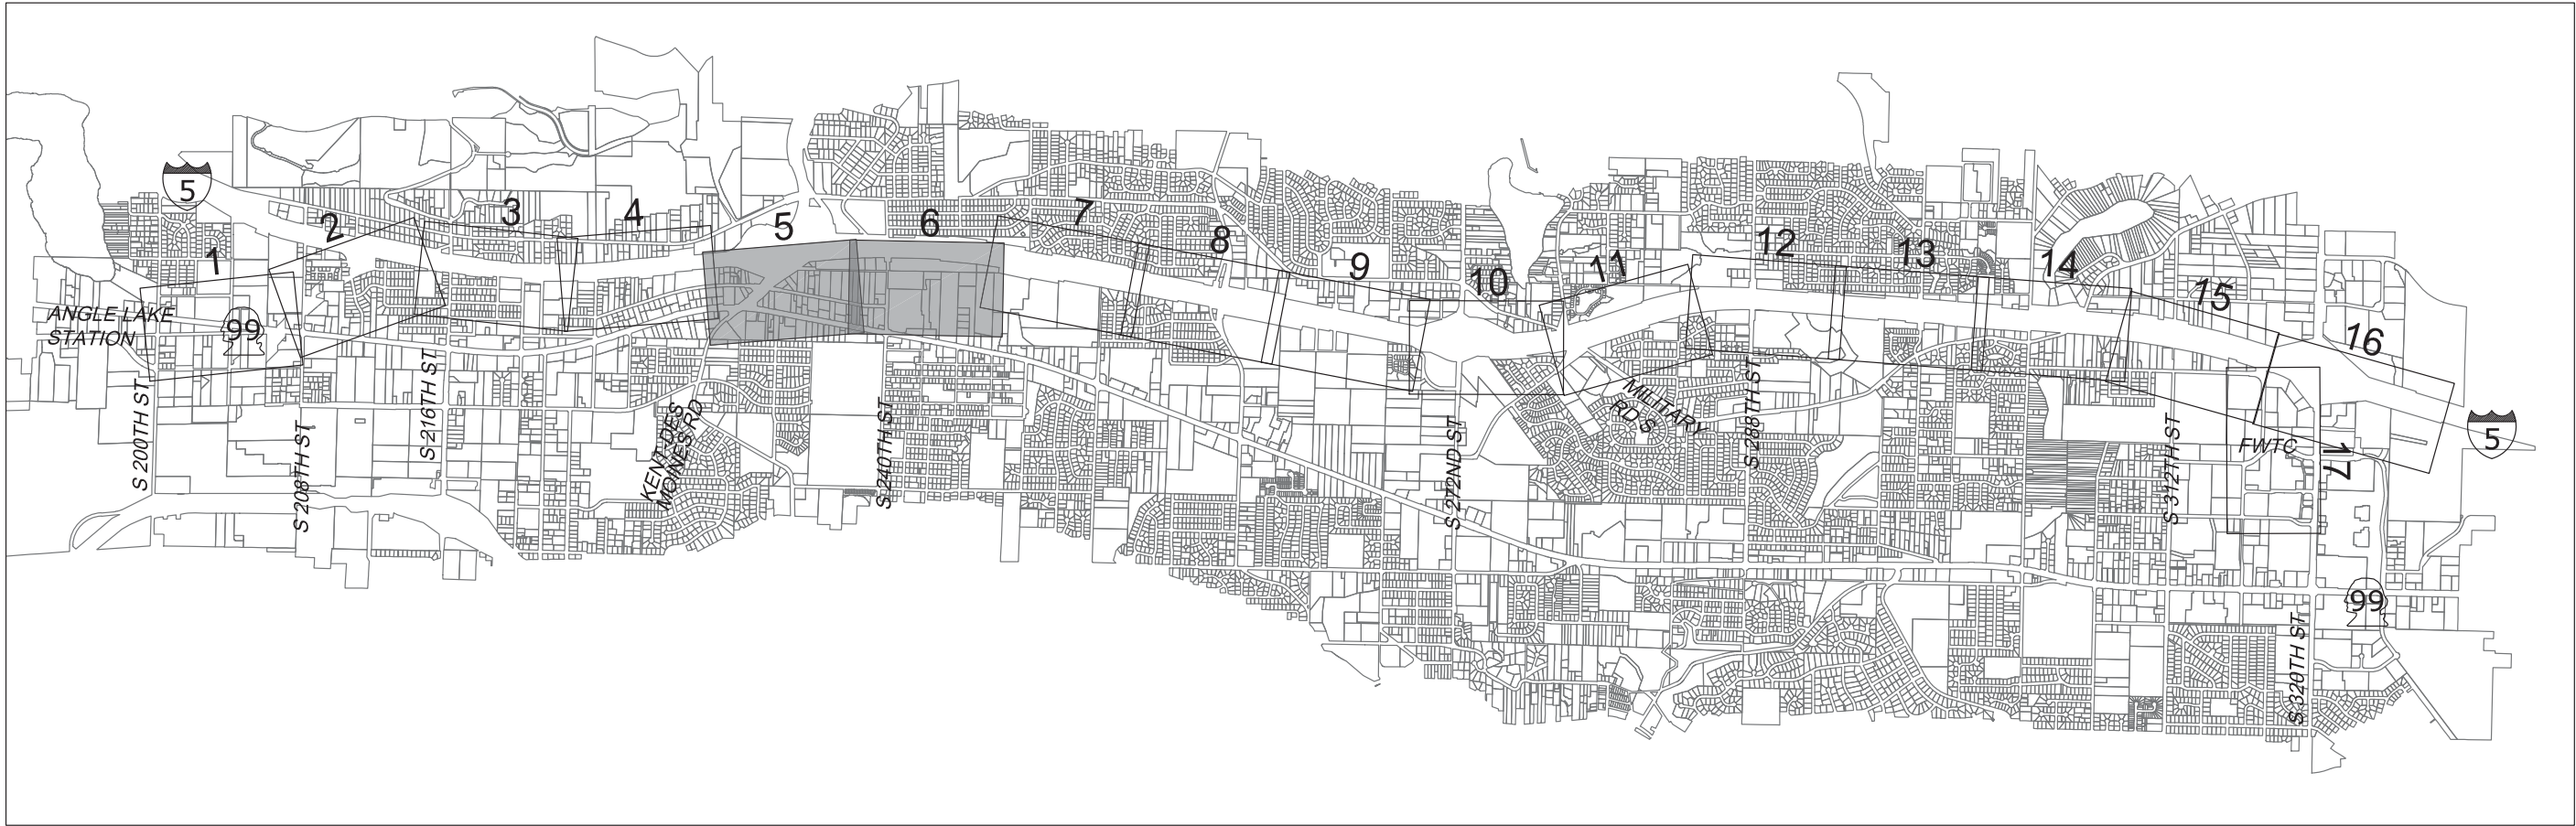 5
1
2
3
4
5
6
7
8
9
10
11
12
13
14
15
16
17
ANGLE LAKE
STATION
99
S 200TH ST
S 208TH ST
S 216TH ST
KENT-DES
MOINES RD
S 240TH ST
S 272ND ST
MILITARY
RD S
S 288TH ST
S 312TH ST
FWTC
5
99
S 320TH ST